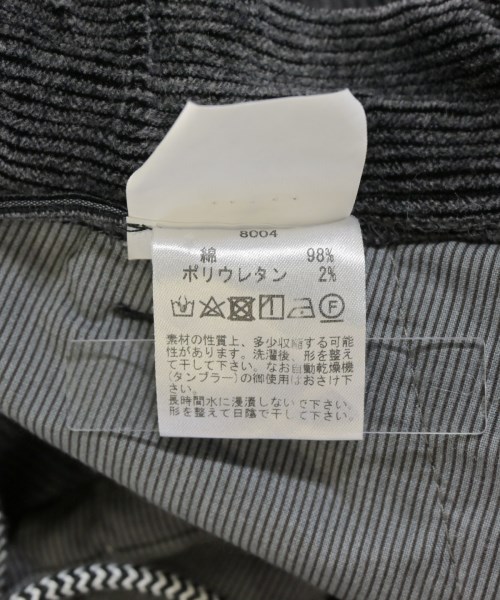 8004
綿 98%
ポリウレタン 2%
素材の性質上、多少収縮する可能
性があります。洗濯後、形を整え
て干して下さい。なお自動乾燥機
(タンブラー)の御使用はおさけ下
さい。
長時間水に浸漬しないで下さい。
形を整えて日陰で干して下さい。